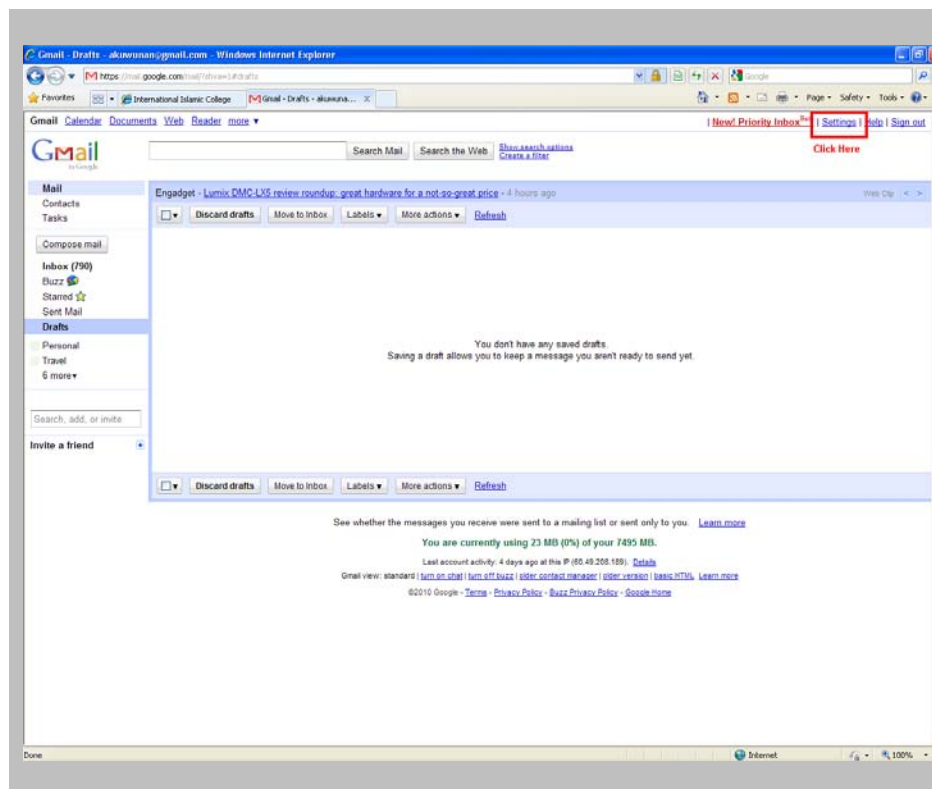 Gmail - Drafts - akuwunan@gmail.com - Windows Internet Explorer
https://mail.google.com/mail/?shva=1#drafts
Google
Favorites International Islamic College Gmail - Drafts - akuwuna... X
Page Safety Tools
Gmail Calendar Documents Web Reader more ▼ | New! Priority Inbox | Settings | Help | Sign out
Click Here
Gmail
by Google
Search Mail Search the Web Show search options
Create a filter
Mail
Contacts
Tasks
Compose mail
Inbox (790)
Buzz
Starred
Sent Mail
Drafts
Personal
Travel
6 more▼
Search, add, or invite
Invite a friend
Engadget - Lumix DMC-LX5 review roundup: great hardware for a not-so-great price - 4 hours ago Web Clip < >
Discard drafts Move to Inbox Labels ▼ More actions ▼ Refresh
You don't have any saved drafts.
Saving a draft allows you to keep a message you aren't ready to send yet.
Discard drafts Move to Inbox Labels ▼ More actions ▼ Refresh
See whether the messages you receive were sent to a mailing list or sent only to you. Learn more
You are currently using 23 MB (0%) of your 7495 MB.
Last account activity: 4 days ago at this IP (60.49.208.189). Details
Gmail view: standard | turn on chat | turn off buzz | older contact manager | older version | basic HTML Learn more
©2010 Google - Terms - Privacy Policy - Buzz Privacy Policy - Google Home
Done Internet 100%